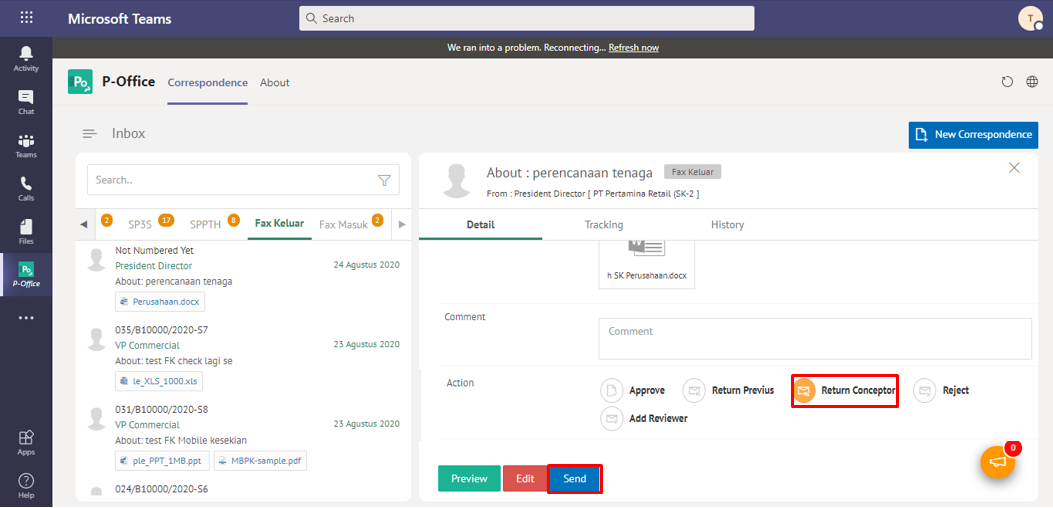 Microsoft Teams
Search
T
We ran into a problem. Reconnecting... Refresh now
Activity
Chat
Teams
Calls
Files
Po
P-Office
Apps
Help
Po
P-Office
Correspondence
About
Inbox
New Correspondence
Search..
2
SP3S 17
SPPTH 8
Fax Keluar
Fax Masuk 2
Not Numbered Yet
President Director 24 Agustus 2020
About: perencanaan tenaga
Perusahaan.docx
035/B10000/2020-S7
VP Commercial 23 Agustus 2020
About: test FK check lagi se
le_XLS_1000.xls
031/B10000/2020-S8
VP Commercial 23 Agustus 2020
About: test FK Mobile kesekian
ple_PPT_1MB.ppt MBPK-sample.pdf
024/B10000/2020-S6
About : perencanaan tenaga Fax Keluar
From : President Director [ PT Pertamina Retail (SK-2 ]
Detail Tracking History
h SK Perusahaan.docx
Comment
Comment
Action
Approve Return Previus Return Conceptor Reject
Add Reviewer
Preview Edit Send
0